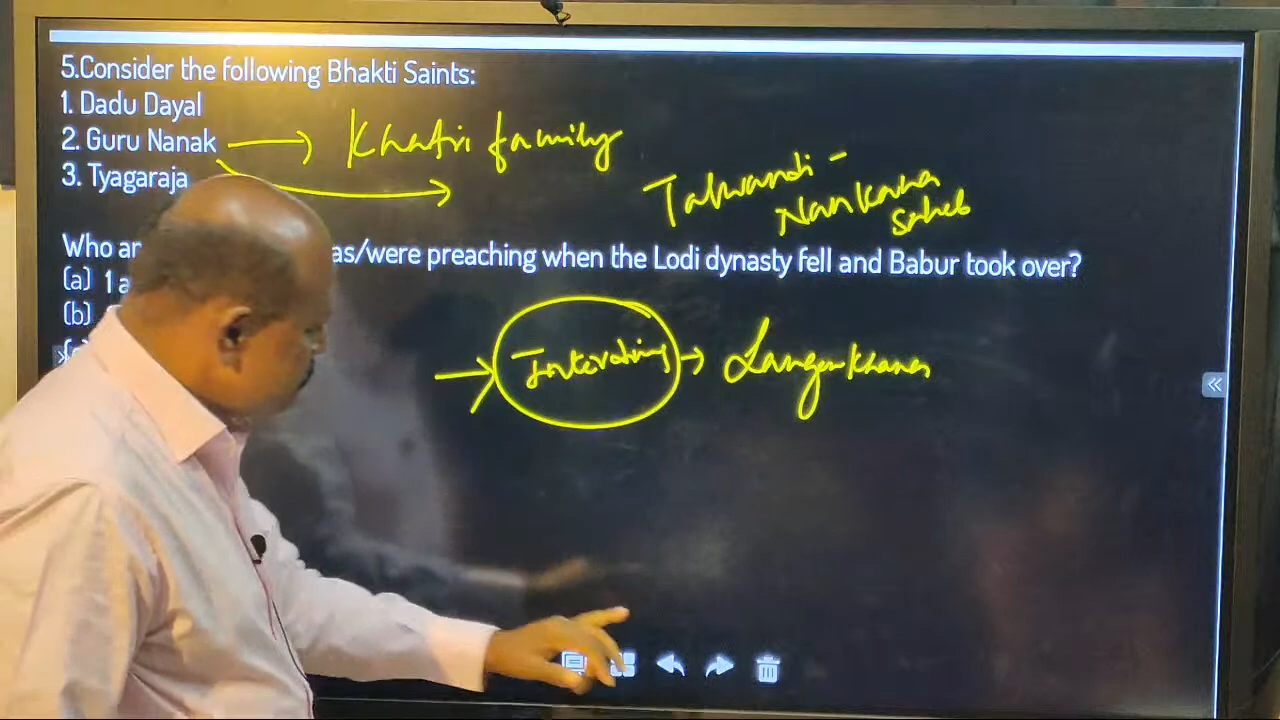 5.Consider the following Bhakti Saints:
1. Dadu Dayal
2. Guru Nanak → Khatri family
3. Tyagaraja
Talwandi -
Nankana
Saheb
Who ar as/were preaching when the Lodi dynasty fell and Babur took over?
(a) 1 a
(b)
Interdining → Langarkhanas